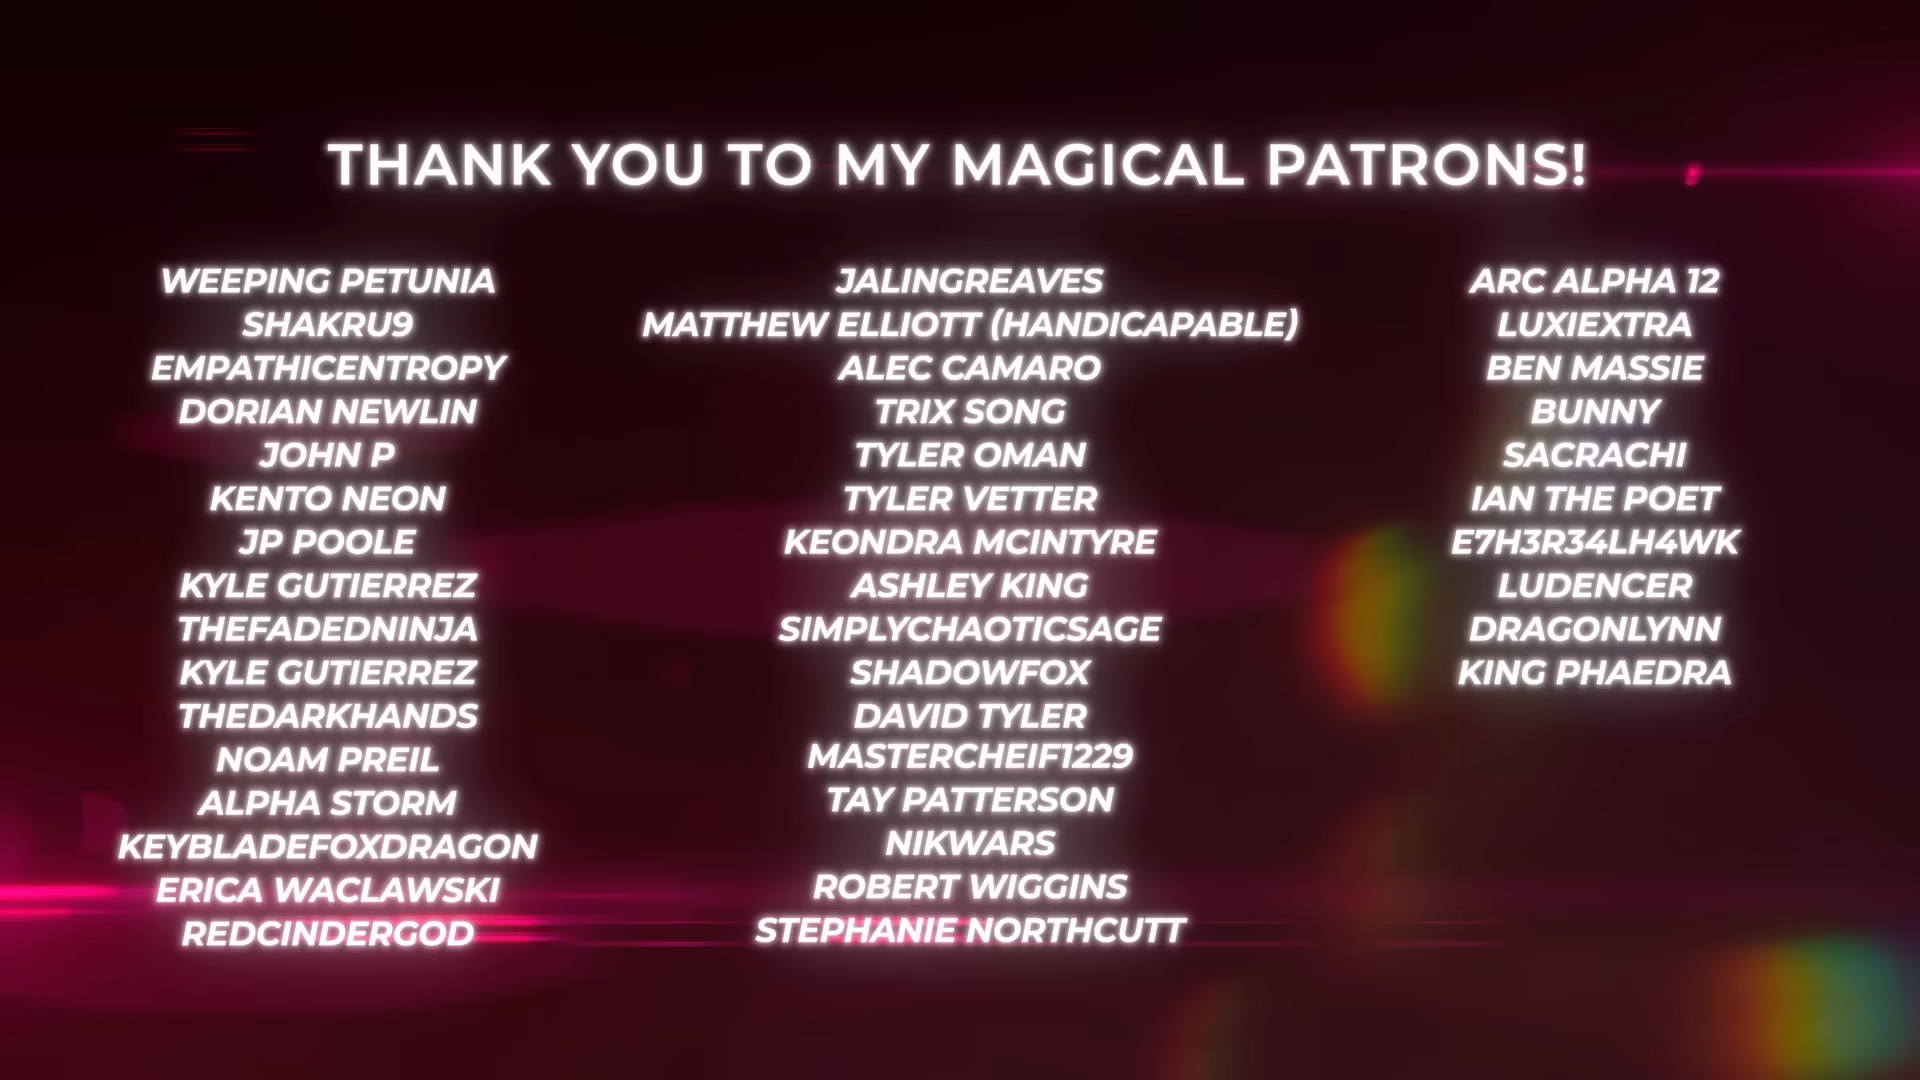 THANK YOU TO MY MAGICAL PATRONS!
WEEPING PETUNIA
SHAKRU9
EMPATHICENTROPY
DORIAN NEWLIN
JOHN P
KENTO NEON
JP POOLE
KYLE GUTIERREZ
THEFADEDNINJA
KYLE GUTIERREZ
THEDARKHANDS
NOAM PREIL
ALPHA STORM
KEYBLADEFOXDRAGON
ERICA WACLAWSKI
REDCINDERGOD
JALINGREAVES
MATTHEW ELLIOTT (HANDICAPABLE)
ALEC CAMARO
TRIX SONG
TYLER OMAN
TYLER VETTER
KEONDRA MCINTYRE
ASHLEY KING
SIMPLYCHAOTICSAGE
SHADOWFOX
DAVID TYLER
MASTERCHEIF1229
TAY PATTERSON
NIKWARS
ROBERT WIGGINS
STEPHANIE NORTHCUTT
ARC ALPHA 12
LUXIEXTRA
BEN MASSIE
BUNNY
SACRACHI
IAN THE POET
E7H3R34LH4WK
LUDENCER
DRAGONLYNN
KING PHAEDRA